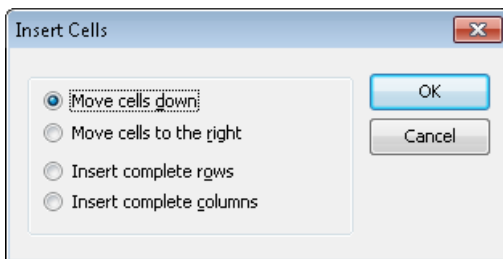 Insert Cells
Move cells down
Move cells to the right
Insert complete rows
Insert complete columns
OK
Cancel